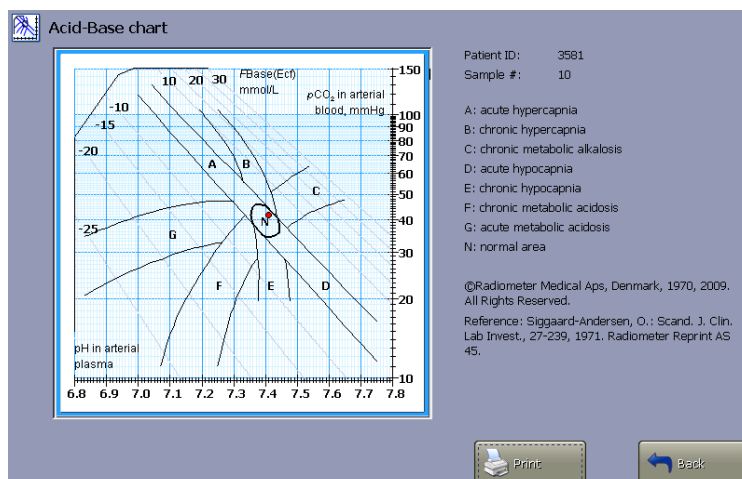 Acid-Base chart
10 20 30 FBase(Ecf)
mmol/L
pCO₂ in arterial
blood, mmHg
-10
-15
-20
-25
A
B
C
N
G
F
E
D
pH in arterial
plasma
150
100
90
80
70
60
50
40
30
20
10
6.8 6.9 7.0 7.1 7.2 7.3 7.4 7.5 7.6 7.7 7.8
Patient ID: 3581
Sample #: 10
A: acute hypercapnia
B: chronic hypercapnia
C: chronic metabolic alkalosis
D: acute hypocapnia
E: chronic hypocapnia
F: chronic metabolic acidosis
G: acute metabolic acidosis
N: normal area
©Radiometer Medical Aps, Denmark, 1970, 2009.
All Rights Reserved.
Reference: Siggaard-Andersen, O.: Scand. J. Clin.
Lab Invest., 27-239, 1971. Radiometer Reprint AS
45.
Print
Back